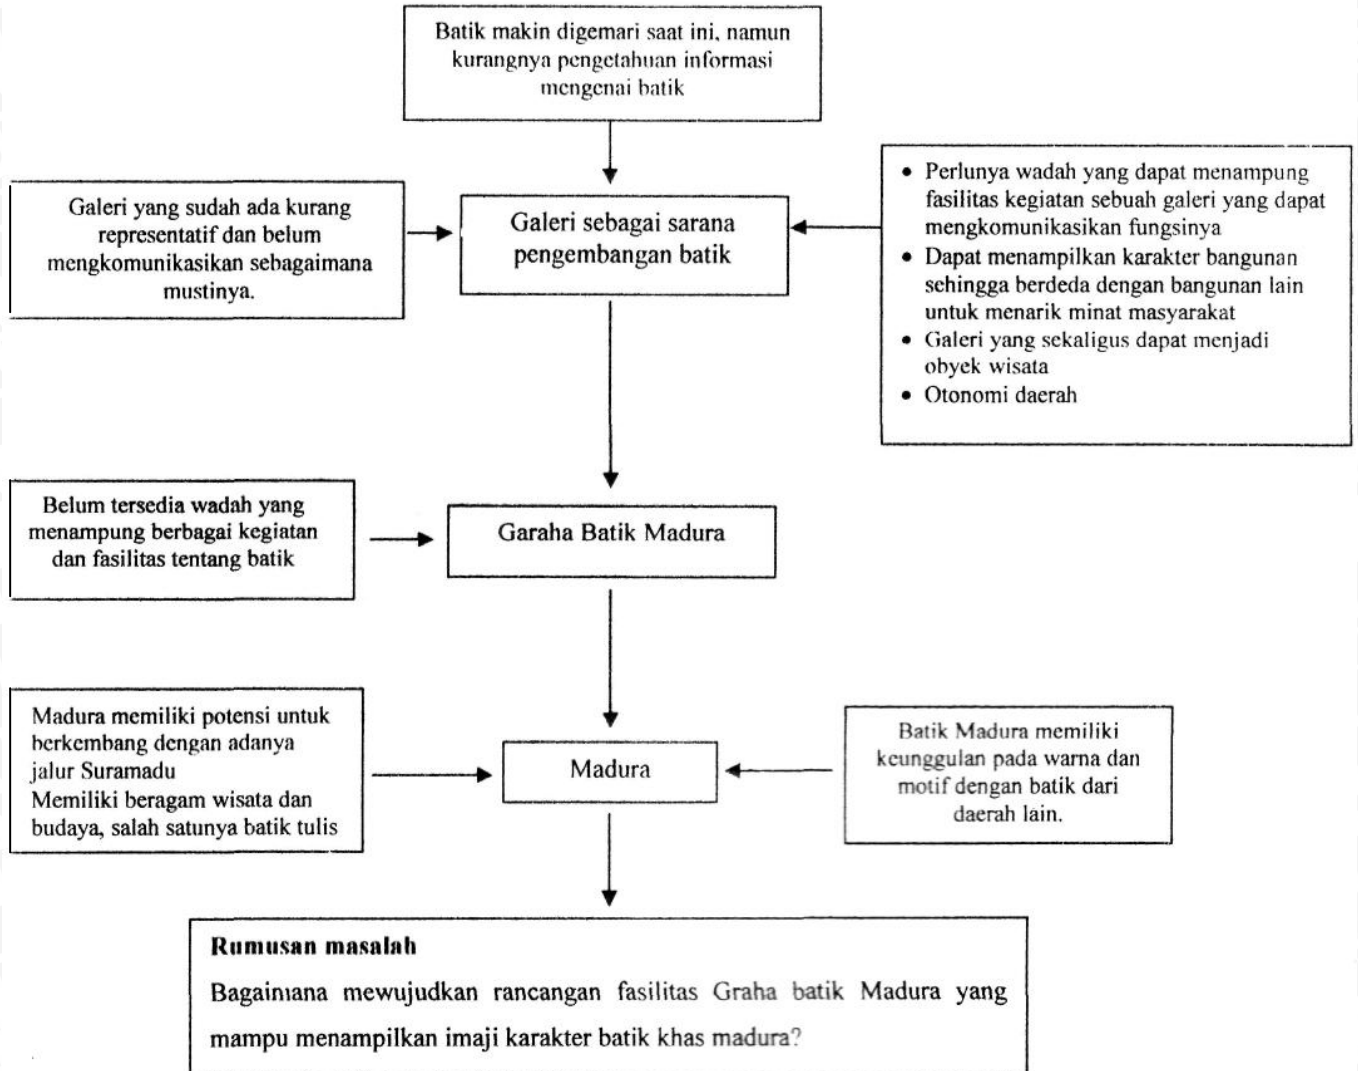 Batik makin digemari saat ini, namun
kurangnya pengetahuan informasi
mengenai batik
Galeri yang sudah ada kurang
representatif dan belum
mengkomunikasikan sebagaimana
mustinya.
Galeri sebagai sarana
pengembangan batik
• Perlunya wadah yang dapat menampung
fasilitas kegiatan sebuah galeri yang dapat
mengkomunikasikan fungsinya
• Dapat menampilkan karakter bangunan
sehingga berdeda dengan bangunan lain
untuk menarik minat masyarakat
• Galeri yang sekaligus dapat menjadi
obyek wisata
• Otonomi daerah
Belum tersedia wadah yang
menampung berbagai kegiatan
dan fasilitas tentang batik
Garaha Batik Madura
Madura memiliki potensi untuk
berkembang dengan adanya
jalur Suramadu
Memiliki beragam wisata dan
budaya, salah satunya batik tulis
Madura
Batik Madura memiliki
keunggulan pada warna dan
motif dengan batik dari
daerah lain.
Rumusan masalah
Bagaimana mewujudkan rancangan fasilitas Graha batik Madura yang
mampu menampilkan imaji karakter batik khas madura?